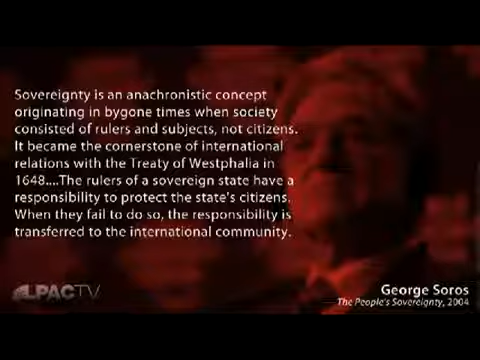 Sovereignty is an anachronistic concept
originating in bygone times when society
consisted of rulers and subjects, not citizens.
It became the cornerstone of international
relations with the Treaty of Westphalia in
1648....The rulers of a sovereign state have a
responsibility to protect the state's citizens.
When they fail to do so, the responsibility is
transferred to the international community.
LPACTV
George Soros
The People's Sovereignty, 2004